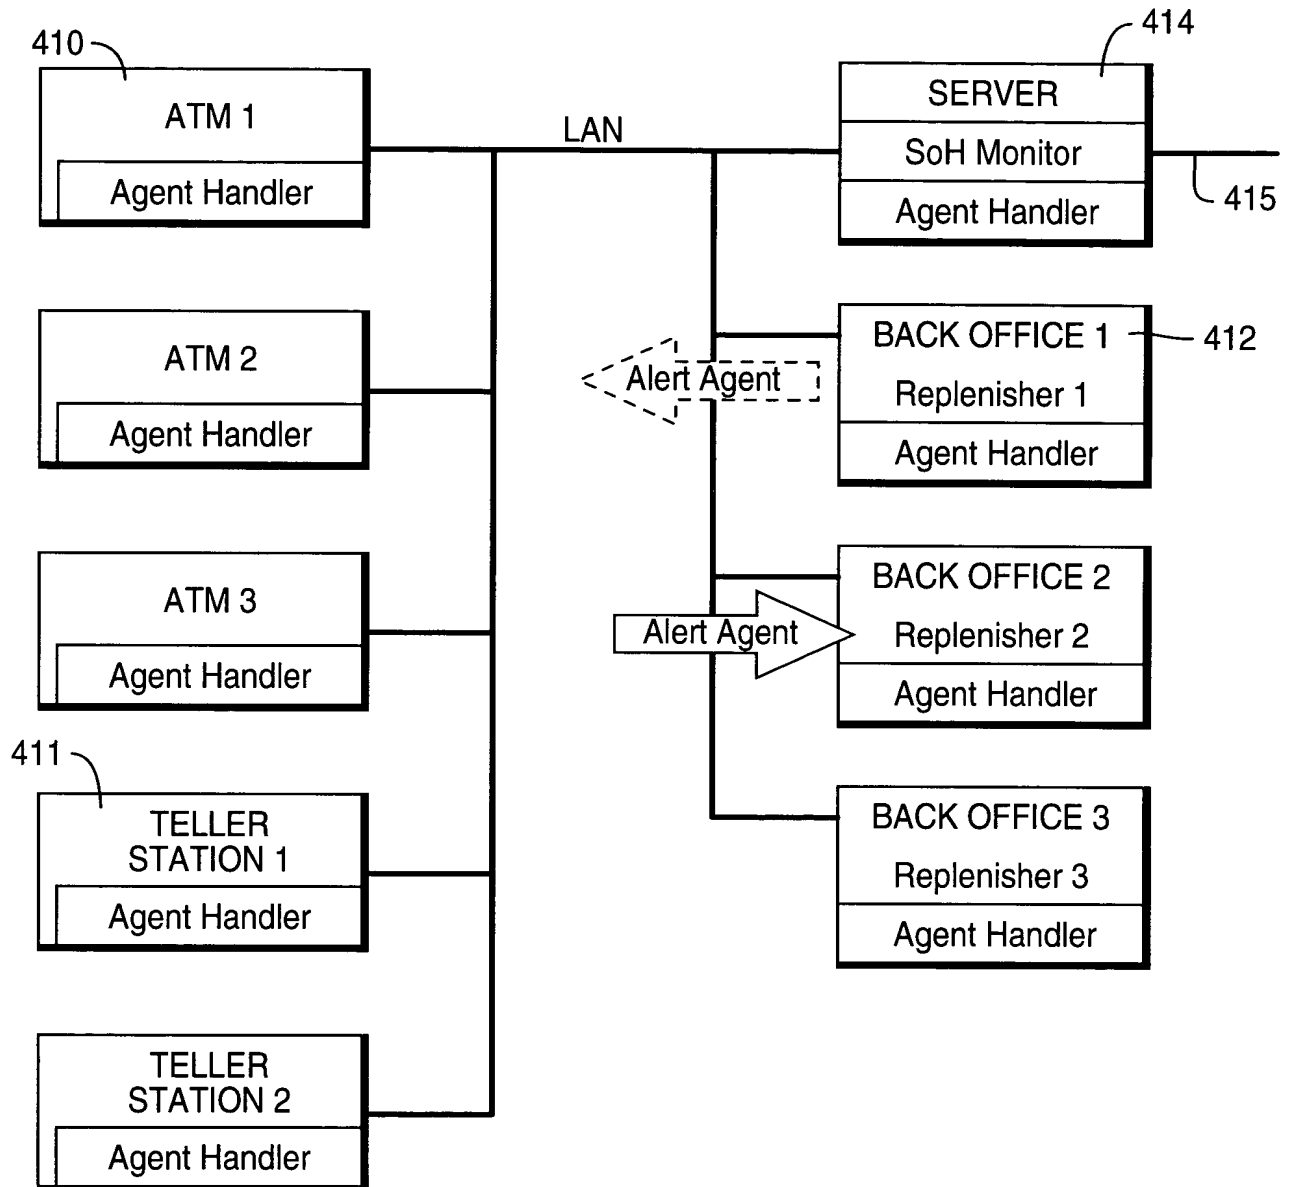 410
ATM 1
Agent Handler
ATM 2
Agent Handler
ATM 3
Agent Handler
411
TELLER
STATION 1
Agent Handler
TELLER
STATION 2
Agent Handler
LAN
414
SERVER
SoH Monitor
Agent Handler
415
BACK OFFICE 1
Replenisher 1
Agent Handler
412
Alert Agent
BACK OFFICE 2
Replenisher 2
Agent Handler
Alert Agent
BACK OFFICE 3
Replenisher 3
Agent Handler